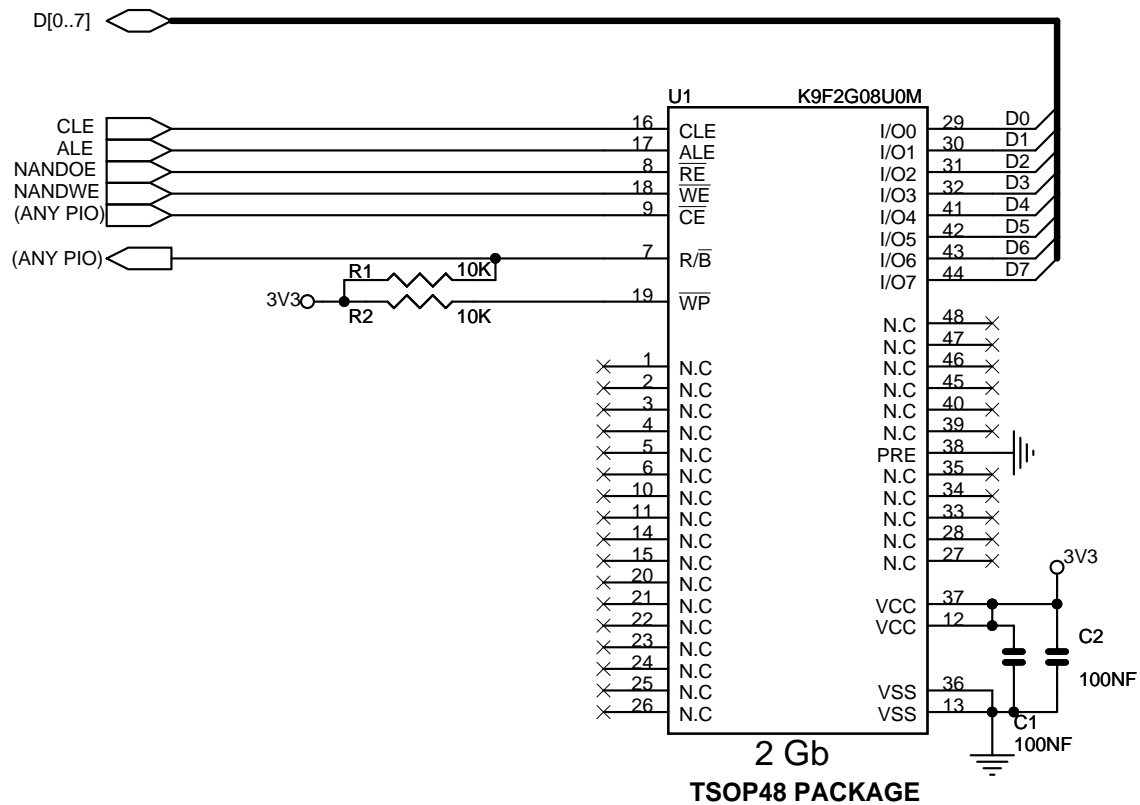 D[0..7]
U1 K9F2G08U0M
CLE 16 CLE I/O0 29 D0
ALE 17 ALE I/O1 30 D1
NANDOE 8 RE I/O2 31 D2
NANDWE 18 WE I/O3 32 D3
(ANY PIO) 9 CE I/O4 41 D4
I/O5 42 D5
(ANY PIO) 7 R/B I/O6 43 D6
R1 10K I/O7 44 D7
3V3 19 WP
R2 10K
N.C 48
N.C 47
1 N.C N.C 46
2 N.C N.C 45
3 N.C N.C 40
4 N.C N.C 39
5 N.C PRE 38
6 N.C N.C 35
10 N.C N.C 34
11 N.C N.C 33
14 N.C N.C 28
15 N.C N.C 27
3V3
20 N.C
21 N.C VCC 37
22 N.C VCC 12
C2
23 N.C
24 N.C
100NF
25 N.C VSS 36
26 N.C VSS 13
C1
100NF
2 Gb
TSOP48 PACKAGE